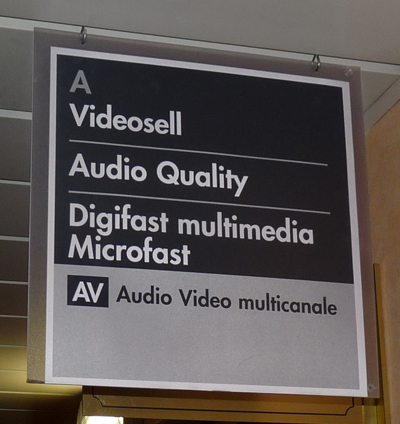 A
Videosell
Audio Quality
Digifast multimedia
Microfast
AV Audio Video multicanale